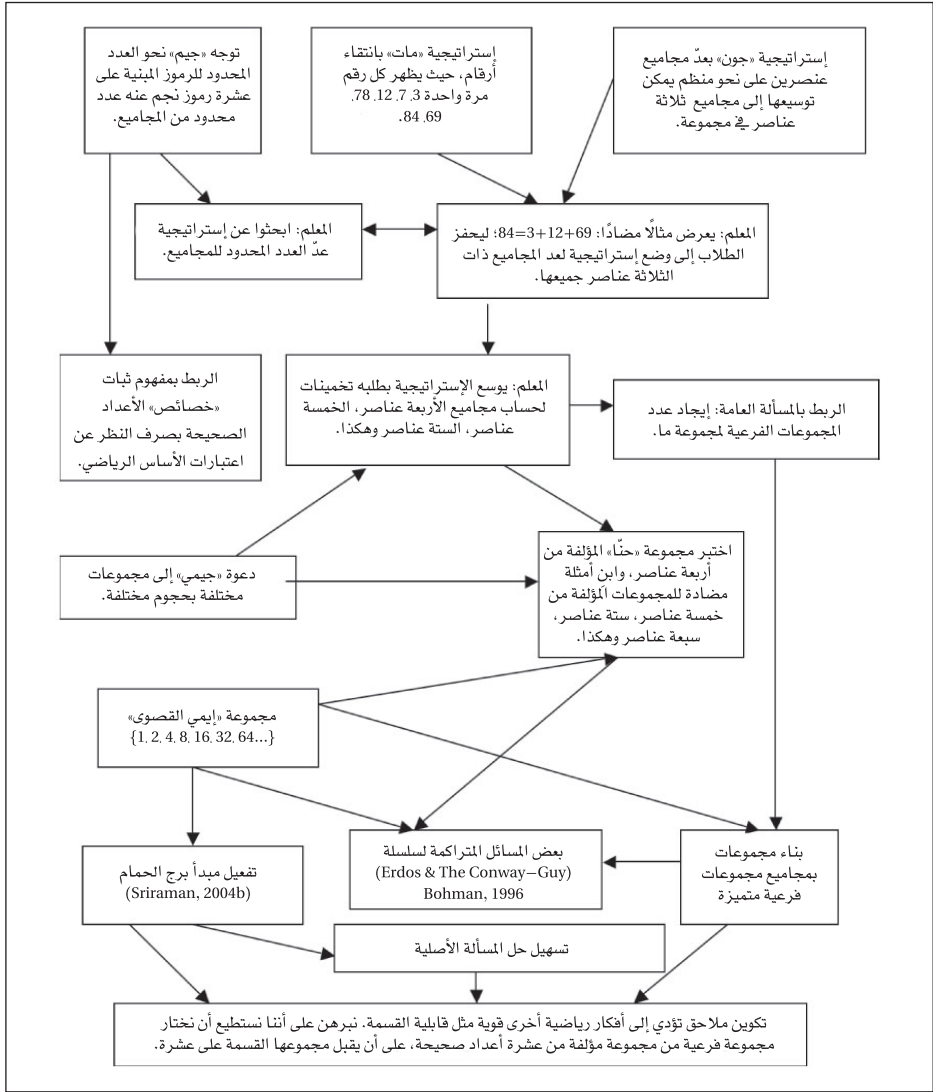 إستراتيجية «جون» بعدّ مجاميع
عنصرين على نحو منظم يمكن
توسيعها إلى مجاميع ثلاثة
عناصر في مجموعة.
إستراتيجية «مات» بانتقاء
أرقام، حيث يظهر كل رقم
مرة واحدة 3, 7, 12, 78,
69, 84.
توجه «جيم» نحو العدد
المحدود للرموز المبنية على
عشرة رموز نجم عنه عدد
محدود من المجاميع.
المعلم: يعرض مثالًا مضادًا: 69+12+3=84؛ ليحفز
الطلاب إلى وضع إستراتيجية لعد المجاميع ذات
الثلاثة عناصر جميعها.
المعلم: ابحثوا عن إستراتيجية
عدّ العدد المحدود للمجاميع.
الربط بالمسألة العامة: إيجاد عدد
المجموعات الفرعية لمجموعة ما.
المعلم: يوسع الإستراتيجية بطلبه تخمينات
لحساب مجاميع الأربعة عناصر، الخمسة
عناصر، الستة عناصر وهكذا.
الربط بمفهوم ثبات
«خصائص» الأعداد
الصحيحة بصرف النظر عن
اعتبارات الأساس الرياضي.
اختبر مجموعة «حنّا» المؤلفة من
أربعة عناصر، وابنِ أمثلة
مضادة للمجموعات المؤلفة من
خمسة عناصر، ستة عناصر،
سبعة عناصر وهكذا.
دعوة «جيمي» إلى مجموعات
مختلفة بحجوم مختلفة.
مجموعة «إيمي القصوى»
{1, 2, 4, 8, 16, 32, 64...}
بناء مجموعات
بمجاميع مجموعات
فرعية متميزة
بعض المسائل المتراكمة لسلسلة
(Erdos & The Conway–Guy)
Bohman, 1996
تفعيل مبدأ برج الحمام
(Sriraman, 2004b)
تسهيل حل المسألة الأصلية
تكوين ملاحق تؤدي إلى أفكار رياضية أخرى قوية مثل قابلية القسمة. نبرهن على أننا نستطيع أن نختار
مجموعة فرعية من مجموعة مؤلفة من عشرة أعداد صحيحة، على أن يقبل مجموعها القسمة على عشرة.